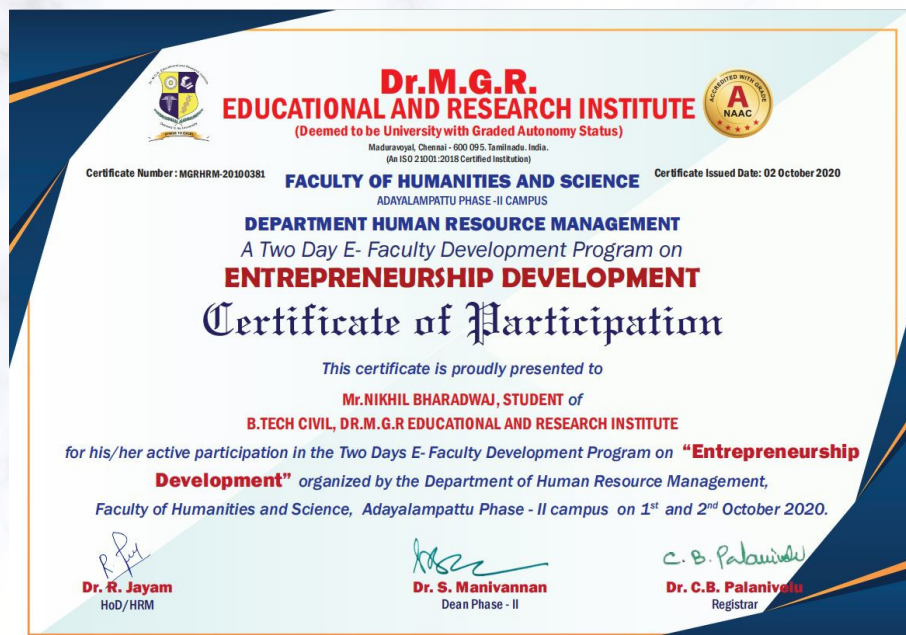 Dr.M.G.R.
EDUCATIONAL AND RESEARCH INSTITUTE
(Deemed to be University with Graded Autonomy Status)
Maduravoyal, Chennai - 600 095. Tamilnadu. India.
(An ISO 21001:2018 Certified Institution)
ACCREDITED WITH GRADE
A
NAAC
Certificate Number : MGRHRM-20100381
Certificate Issued Date: 02 October 2020
FACULTY OF HUMANITIES AND SCIENCE
ADAYALAMPATTU PHASE -II CAMPUS
DEPARTMENT HUMAN RESOURCE MANAGEMENT
A Two Day E- Faculty Development Program on
ENTREPRENEURSHIP DEVELOPMENT
Certificate of Participation
This certificate is proudly presented to
Mr.NIKHIL BHARADWAJ, STUDENT of
B.TECH CIVIL, DR.M.G.R EDUCATIONAL AND RESEARCH INSTITUTE
for his/her active participation in the Two Days E- Faculty Development Program on “Entrepreneurship
Development” organized by the Department of Human Resource Management,
Faculty of Humanities and Science, Adayalampattu Phase - II campus on 1st and 2nd October 2020.
C. B. Palanivelu
Dr. R. Jayam
HoD/HRM
Dr. S. Manivannan
Dean Phase - II
Dr. C.B. Palanivelu
Registrar